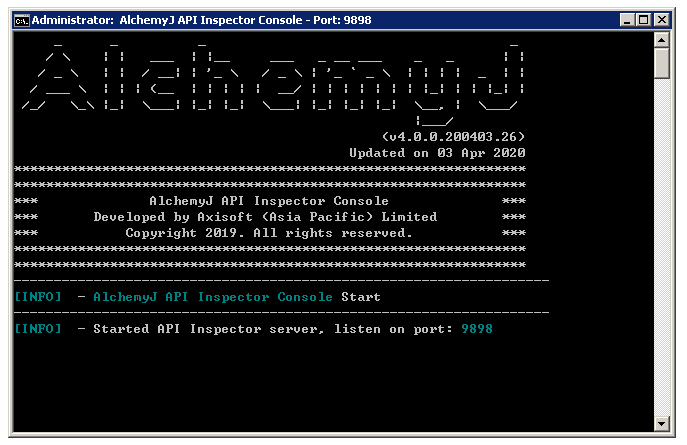 Administrator: AlchemyJ API Inspector Console - Port: 9898
AlchemyJ
(v4.0.0.200403.26)
Updated on 03 Apr 2020
****************************************************************
****************************************************************
*** AlchemyJ API Inspector Console ***
*** Developed by Axisoft (Asia Pacific) Limited ***
*** Copyright 2019. All rights reserved. ***
****************************************************************
****************************************************************
-------------------------------------------------------------------
[INFO] - AlchemyJ API Inspector Console Start
-------------------------------------------------------------------
[INFO] - Started API Inspector server, listen on port: 9898